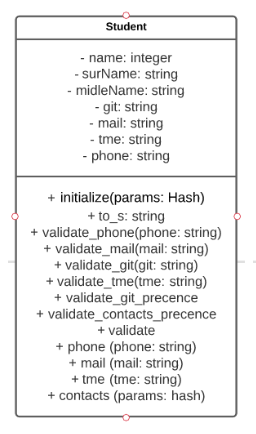 Student
- name: integer
- surName: string
- midleName: string
- git: string
- mail: string
- tme: string
- phone: string
+ initialize(params: Hash)
+ to_s: string
+ validate_phone(phone: string)
+ validate_mail(mail: string)
+ validate_git(git: string)
+ validate_tme(tme: string)
+ validate_git_precence
+ validate_contacts_precence
+ validate
+ phone (phone: string)
+ mail (mail: string)
+ tme (tme: string)
+ contacts (params: hash)